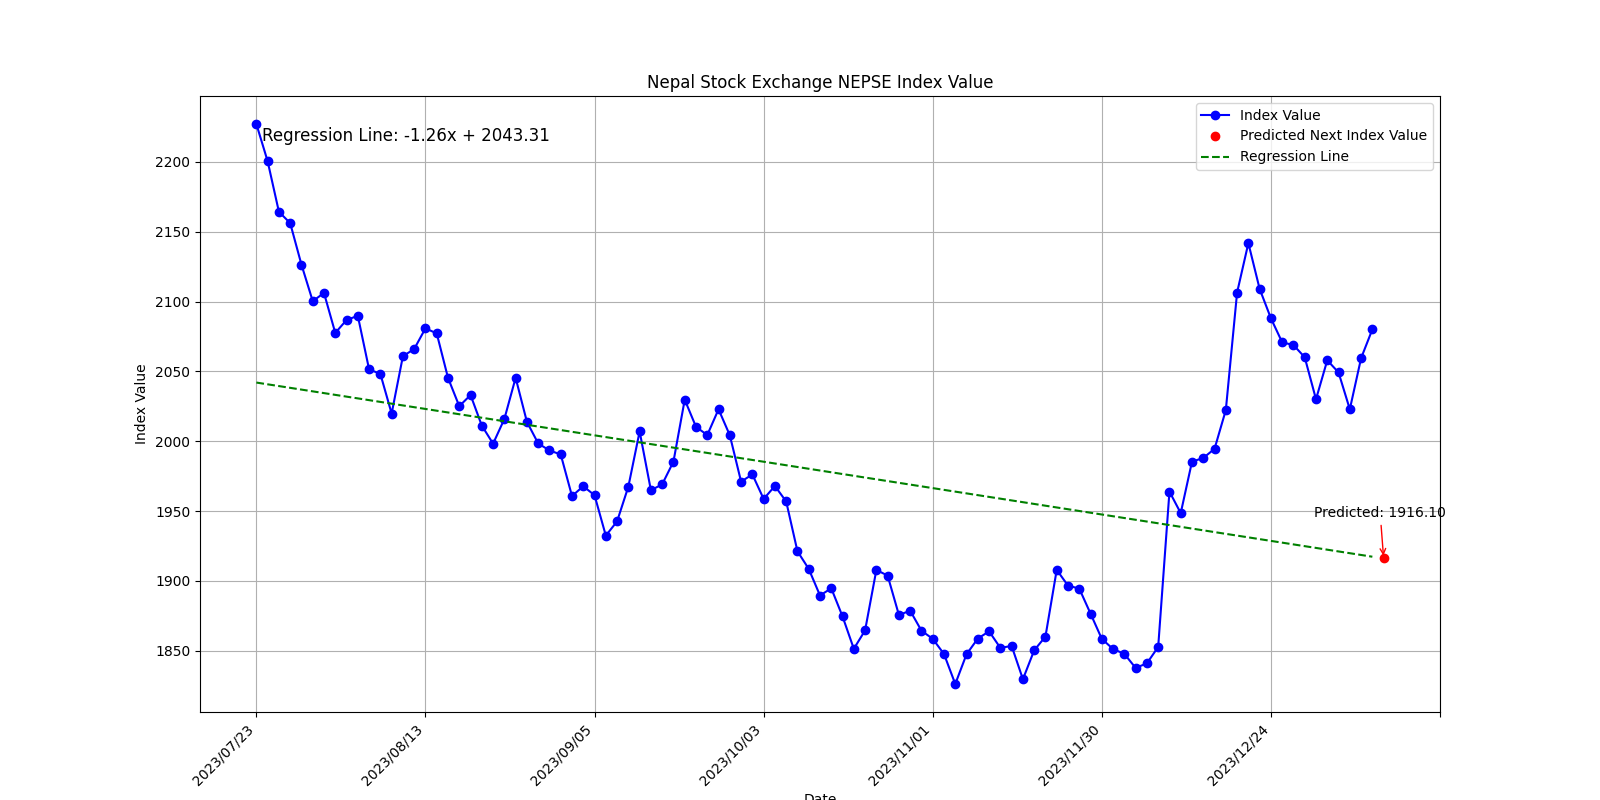 Nepal Stock Exchange NEPSE Index Value
Regression Line: -1.26x + 2043.31
Index Value
Predicted Next Index Value
Regression Line
2200
2150
2100
2050
2000
1950
1900
1850
Index Value
Predicted: 1916.10
2023/07/23
2023/08/13
2023/09/05
2023/10/03
2023/11/01
2023/11/30
2023/12/24
Date